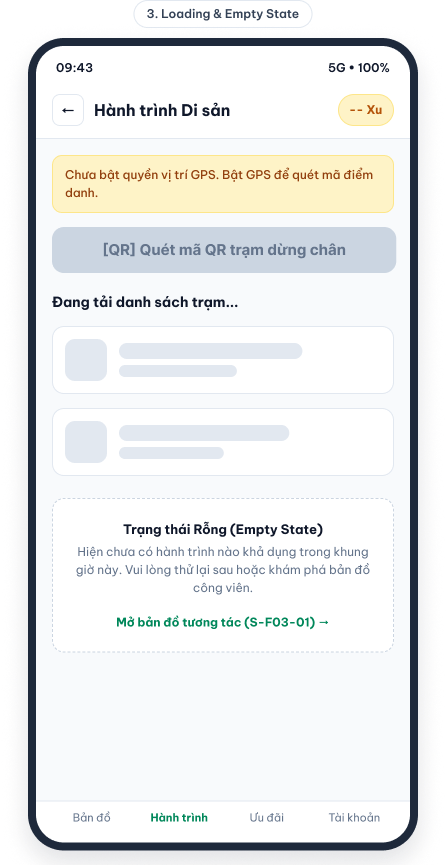 3. Loading & Empty State
09:43
5G • 100%
← Hành trình Di sản
-- Xu
Chưa bật quyền vị trí GPS. Bật GPS để quét mã điểm
danh.
[QR] Quét mã QR trạm dừng chân
Đang tải danh sách trạm...
Trạng thái Rỗng (Empty State)
Hiện chưa có hành trình nào khả dụng trong khung
giờ này. Vui lòng thử lại sau hoặc khám phá bản đồ
công viên.
Mở bản đồ tương tác (S-F03-01) →
Bản đồ
Hành trình
Ưu đãi
Tài khoản